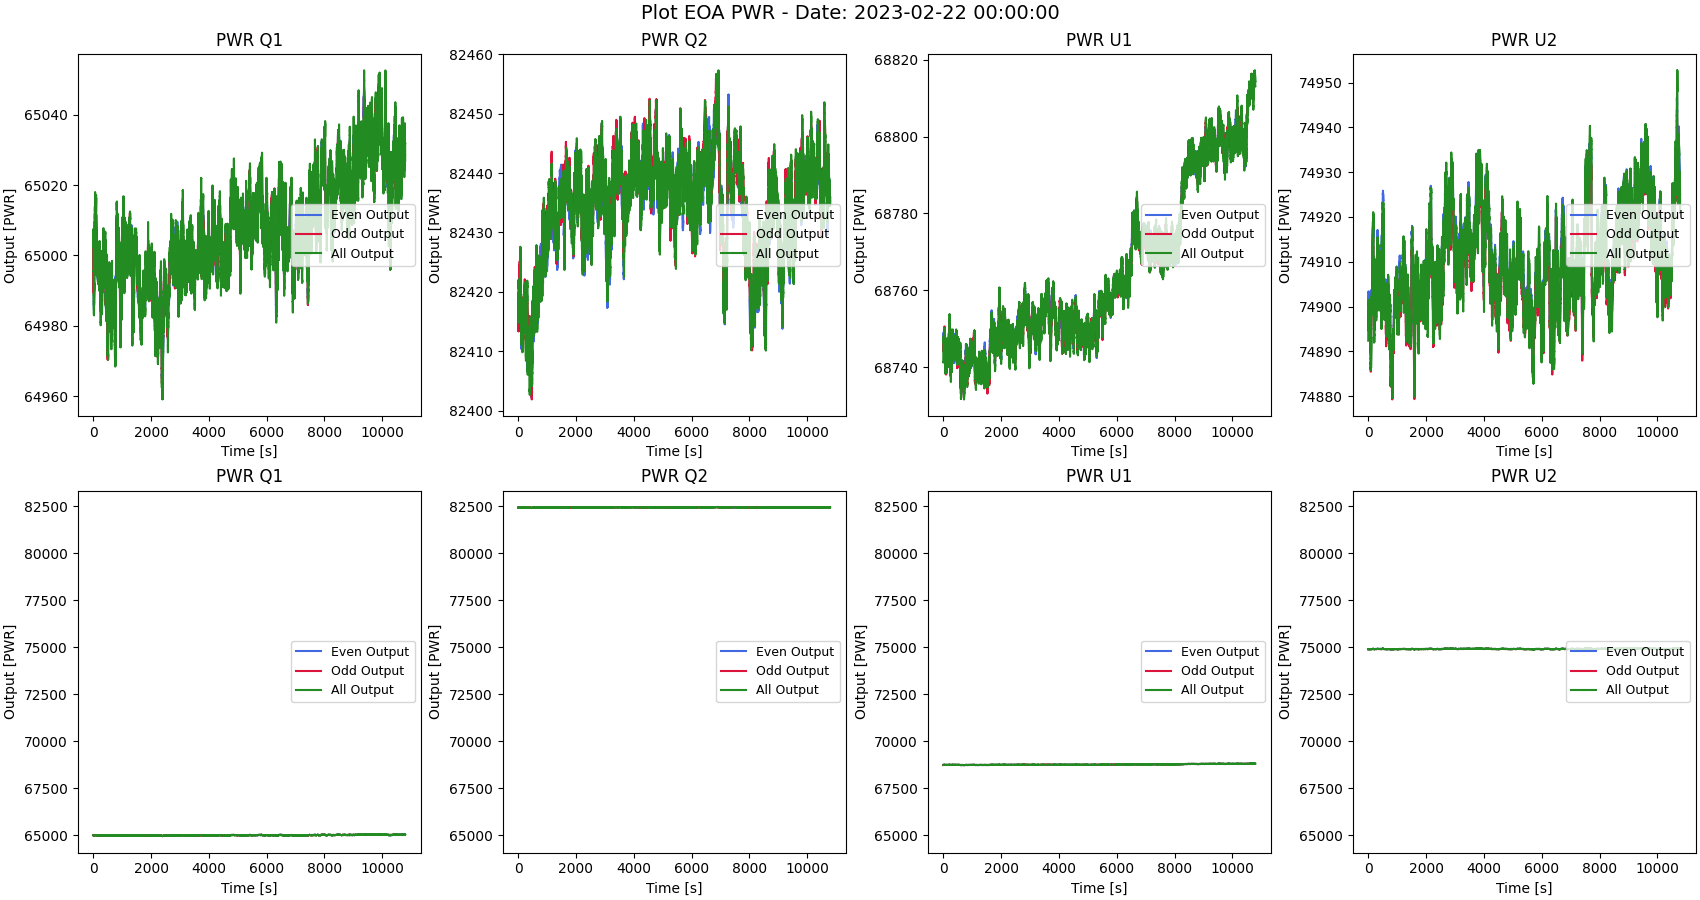 Plot EOA PWR - Date: 2023-02-22 00:00:00
PWR Q1
Output [PWR]
65040
65020
65000
64980
64960
Even Output
Odd Output
All Output
0 2000 4000 6000 8000 10000
Time [s]
PWR Q2
Output [PWR]
82460
82450
82440
82430
82420
82410
82400
Even Output
Odd Output
All Output
0 2000 4000 6000 8000 10000
Time [s]
PWR U1
Output [PWR]
68820
68800
68780
68760
68740
Even Output
Odd Output
All Output
0 2000 4000 6000 8000 10000
Time [s]
PWR U2
Output [PWR]
74950
74940
74930
74920
74910
74900
74890
74880
Even Output
Odd Output
All Output
0 2000 4000 6000 8000 10000
Time [s]
PWR Q1
Output [PWR]
82500
80000
77500
75000
72500
70000
67500
65000
Even Output
Odd Output
All Output
0 2000 4000 6000 8000 10000
Time [s]
PWR Q2
Output [PWR]
82500
80000
77500
75000
72500
70000
67500
65000
Even Output
Odd Output
All Output
0 2000 4000 6000 8000 10000
Time [s]
PWR U1
Output [PWR]
82500
80000
77500
75000
72500
70000
67500
65000
Even Output
Odd Output
All Output
0 2000 4000 6000 8000 10000
Time [s]
PWR U2
Output [PWR]
82500
80000
77500
75000
72500
70000
67500
65000
Even Output
Odd Output
All Output
0 2000 4000 6000 8000 10000
Time [s]